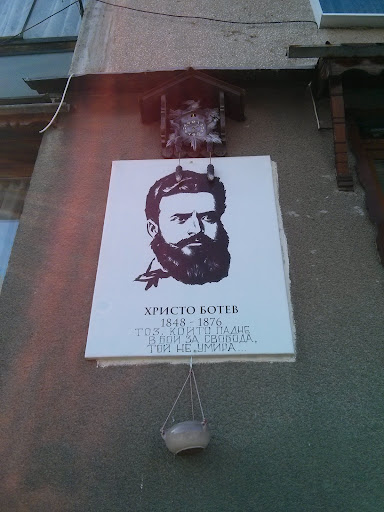 ХРИСТО БОТЕВ
1848 - 1876
ТОЗ, КОЙТО ПАДНЕ
В БОЙ ЗА СВОБОДА,
ТОЙ НЕ УМИРА...